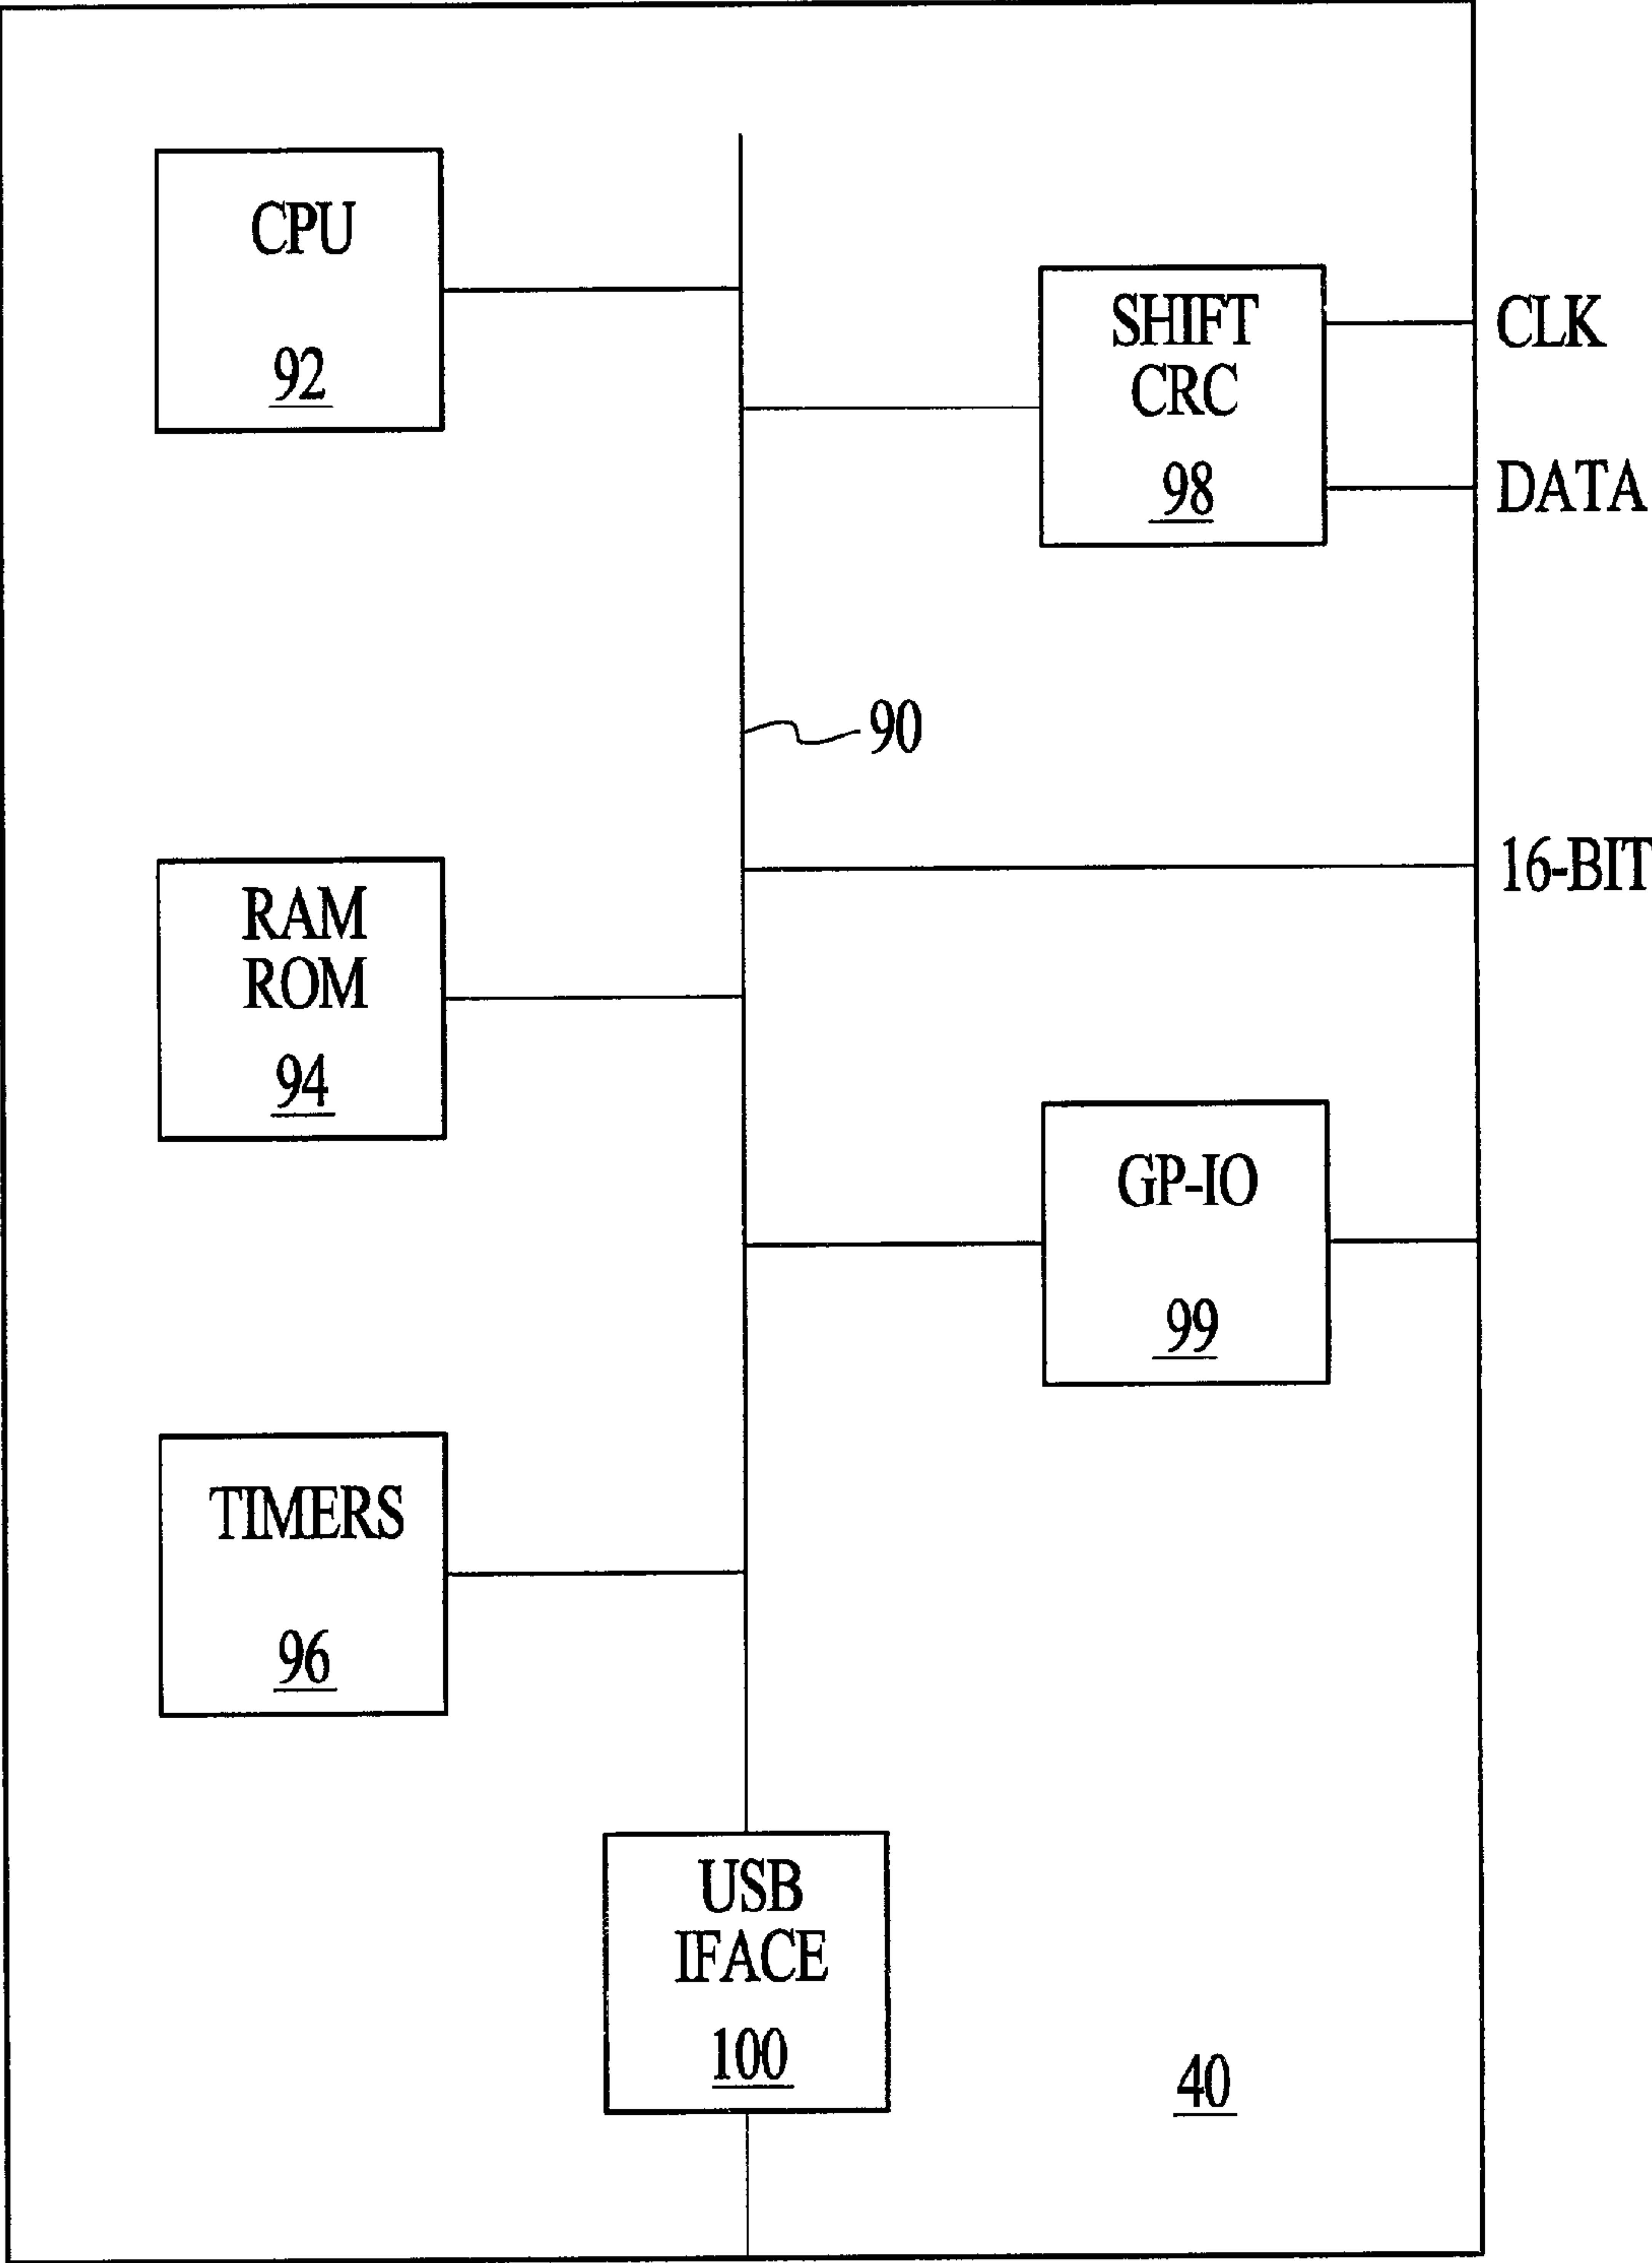 CPU
92
SHIFT
CRC
98
CLK
DATA
90
16-BIT
RAM
ROM
94
GP-IO
99
TIMERS
96
USB
IFACE
100
40